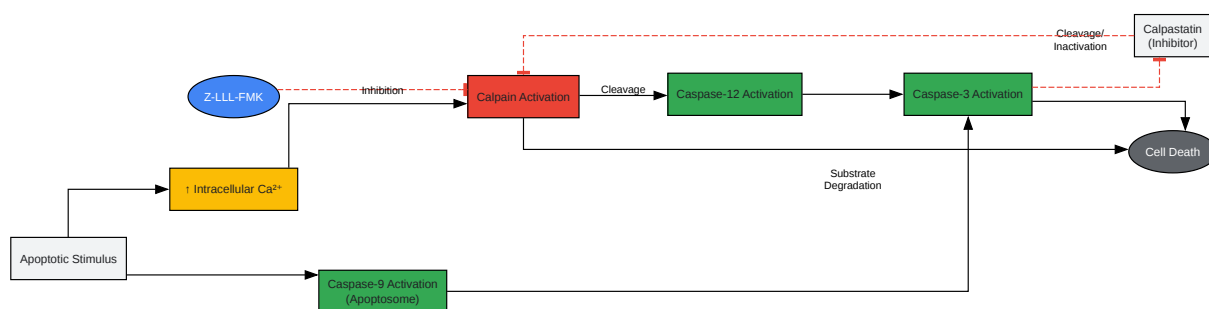 Calpastatin
(Inhibitor)
Cleavage/
Inactivation
Z-LLL-FMK
Inhibition
Calpain Activation
Cleavage
Caspase-12 Activation
Caspase-3 Activation
Cell Death
Substrate
Degradation
↑ Intracellular Ca²⁺
Apoptotic Stimulus
Caspase-9 Activation
(Apoptosome)